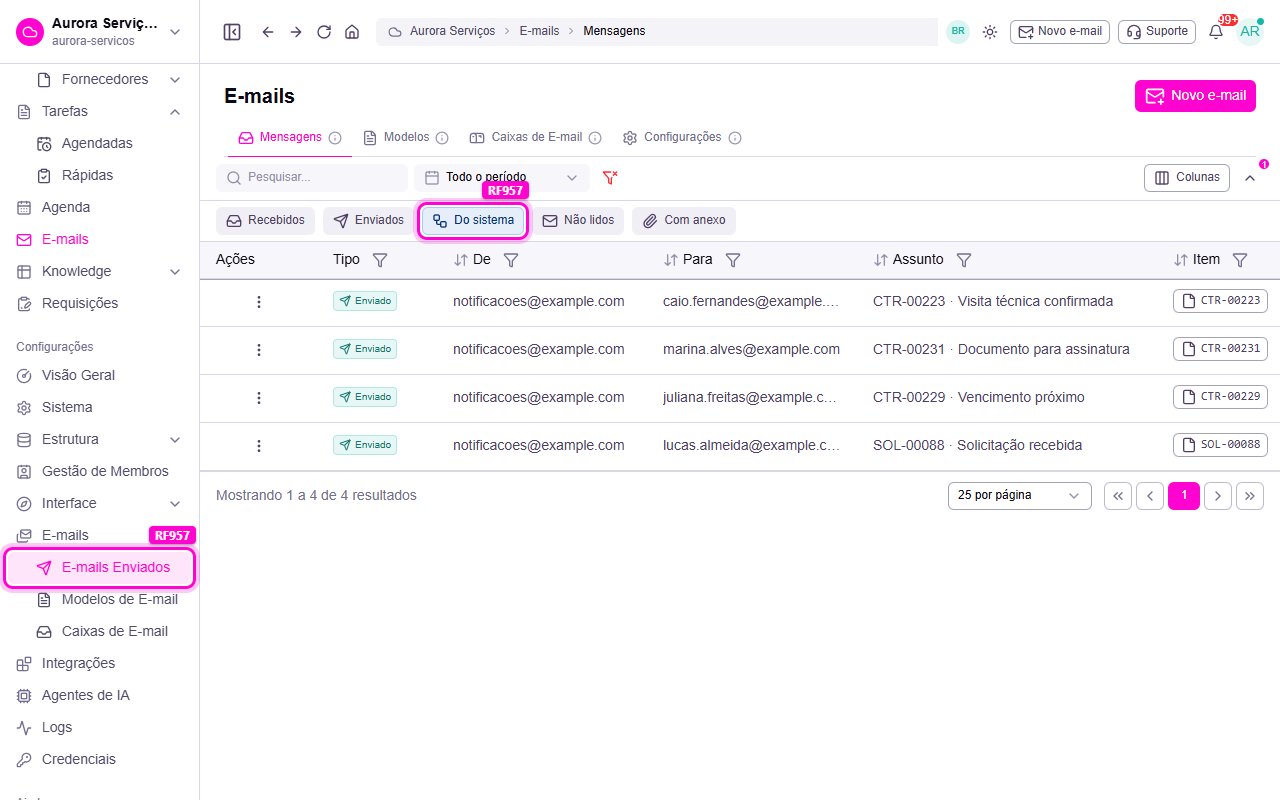 Aurora Serviç...
aurora-servicos
Fornecedores
Tarefas
Agendadas
Rápidas
Agenda
E-mails
Knowledge
Requisições
Configurações
Visão Geral
Sistema
Estrutura
Gestão de Membros
Interface
E-mails
RF957
E-mails Enviados
Modelos de E-mail
Caixas de E-mail
Integrações
Agentes de IA
Logs
Credenciais
Aurora Serviços > E-mails > Mensagens
BR
Novo e-mail
Suporte
99+
AR
E-mails
Novo e-mail
Mensagens
Modelos
Caixas de E-mail
Configurações
Pesquisar...
Todo o período
Colunas
1
RF957
Recebidos
Enviados
Do sistema
Não lidos
Com anexo
Ações Tipo De Para Assunto Item
Enviado notificacoes@example.com caio.fernandes@example.... CTR-00223 · Visita técnica confirmada CTR-00223
Enviado notificacoes@example.com marina.alves@example.com CTR-00231 · Documento para assinatura CTR-00231
Enviado notificacoes@example.com juliana.freitas@example.c... CTR-00229 · Vencimento próximo CTR-00229
Enviado notificacoes@example.com lucas.almeida@example.c... SOL-00088 · Solicitação recebida SOL-00088
Mostrando 1 a 4 de 4 resultados
25 por página
1